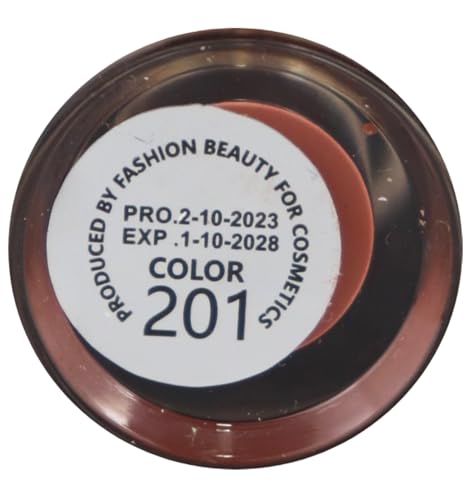 PRODUCED BY FASHION BEAUTY FOR COSMETICS
PRO.2-10-2023
EXP .1-10-2028
COLOR
201